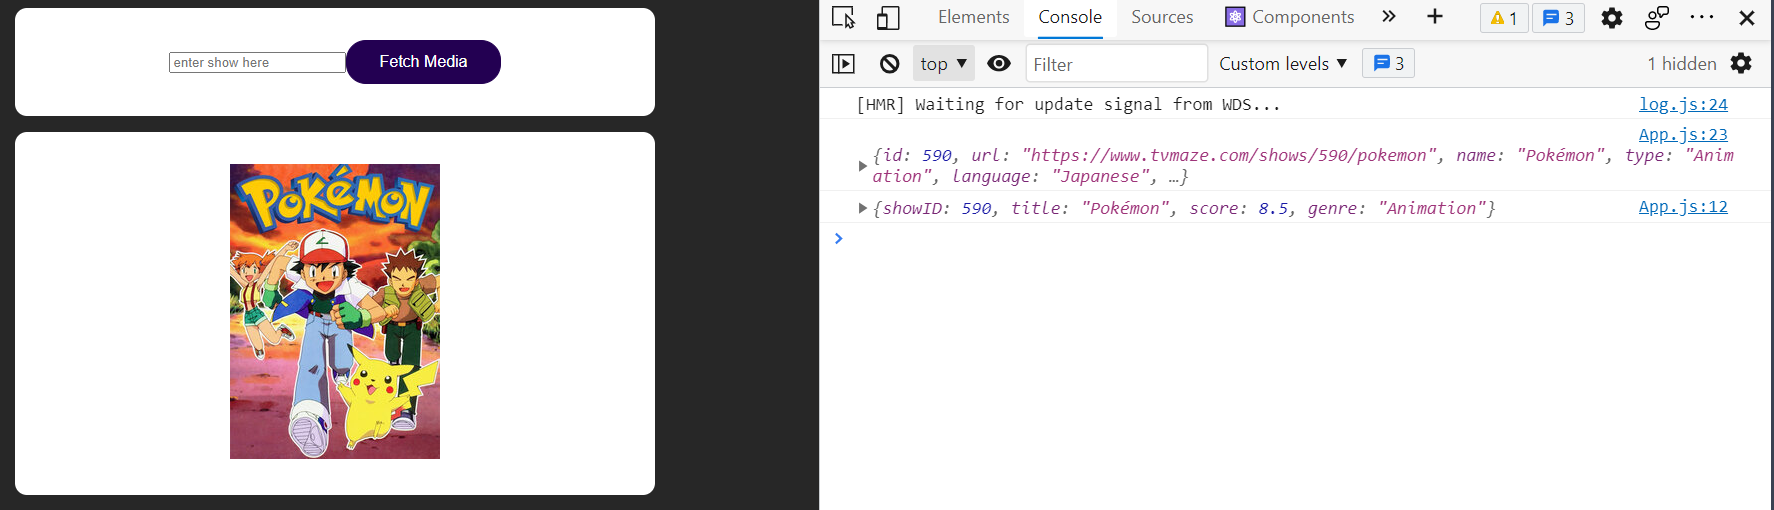 enter show here
Fetch Media
POKéMON
Elements
Console
Sources
Components
1
3
top
Filter
Custom levels
3
1 hidden
[HMR] Waiting for update signal from WDS...
log.js:24
App.js:23
{id: 590, url: "https://www.tvmaze.com/shows/590/pokemon", name: "Pokémon", type: "Anim
ation", language: "Japanese", …}
{showID: 590, title: "Pokémon", score: 8.5, genre: "Animation"}
App.js:12